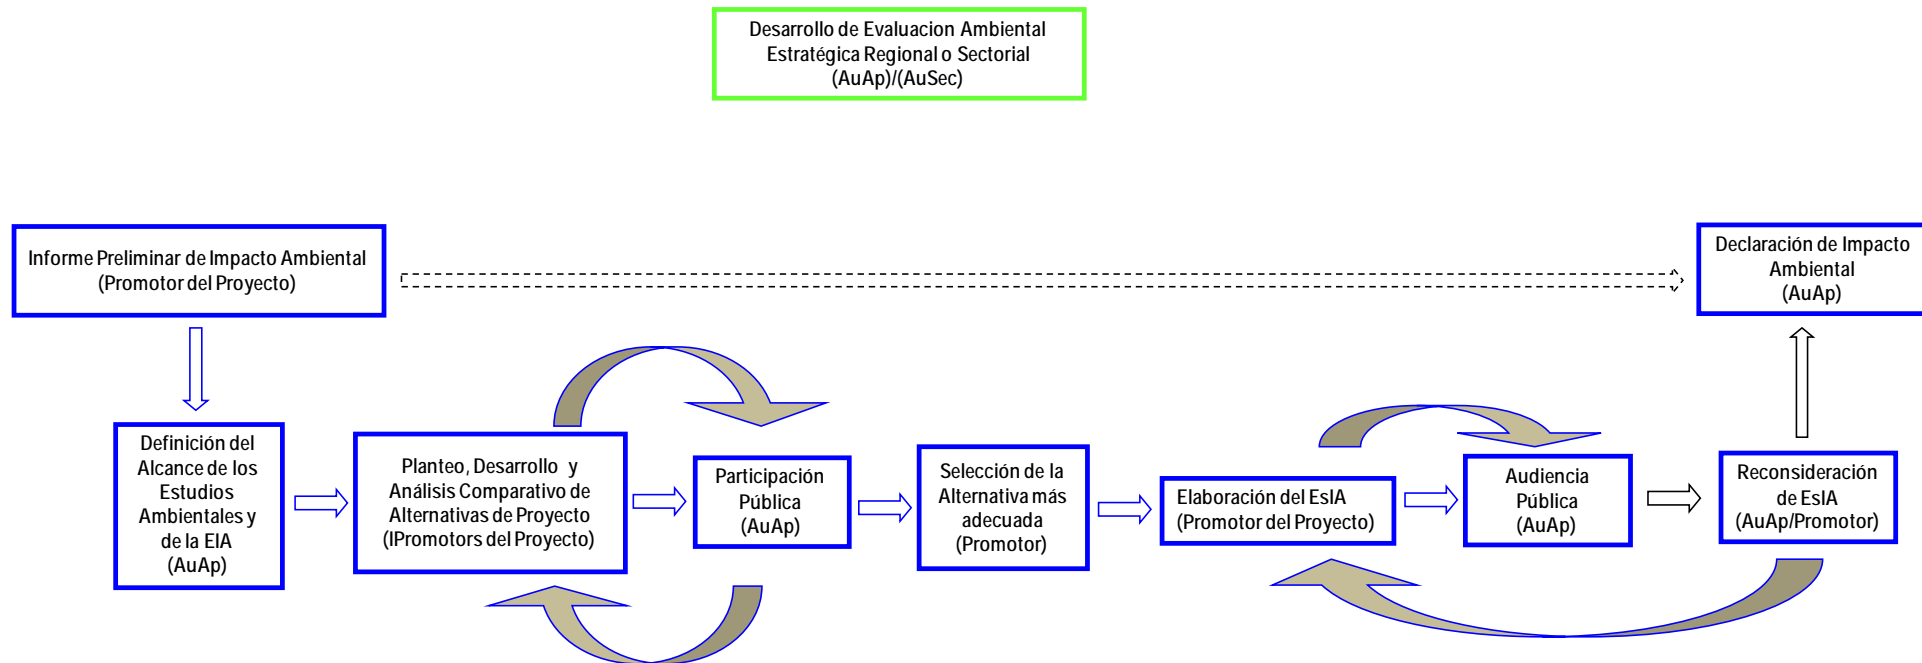 Desarrollo de Evaluacion Ambiental
Estratégica Regional o Sectorial
(AuAp)/(AuSec)
Informe Preliminar de Impacto Ambiental
(Promotor del Proyecto)
Declaración de Impacto
Ambiental
(AuAp)
Definición del
Alcance de los
Estudios
Ambientales y
de la EIA
(AuAp)
Planteo, Desarrollo y
Análisis Comparativo de
Alternativas de Proyecto
(IPromotors del Proyecto)
Participación
Pública
(AuAp)
Selección de la
Alternativa más
adecuada
(Promotor)
Elaboración del EsIA
(Promotor del Proyecto)
Audiencia
Pública
(AuAp)
Reconsideración
de EsIA
(AuAp/Promotor)